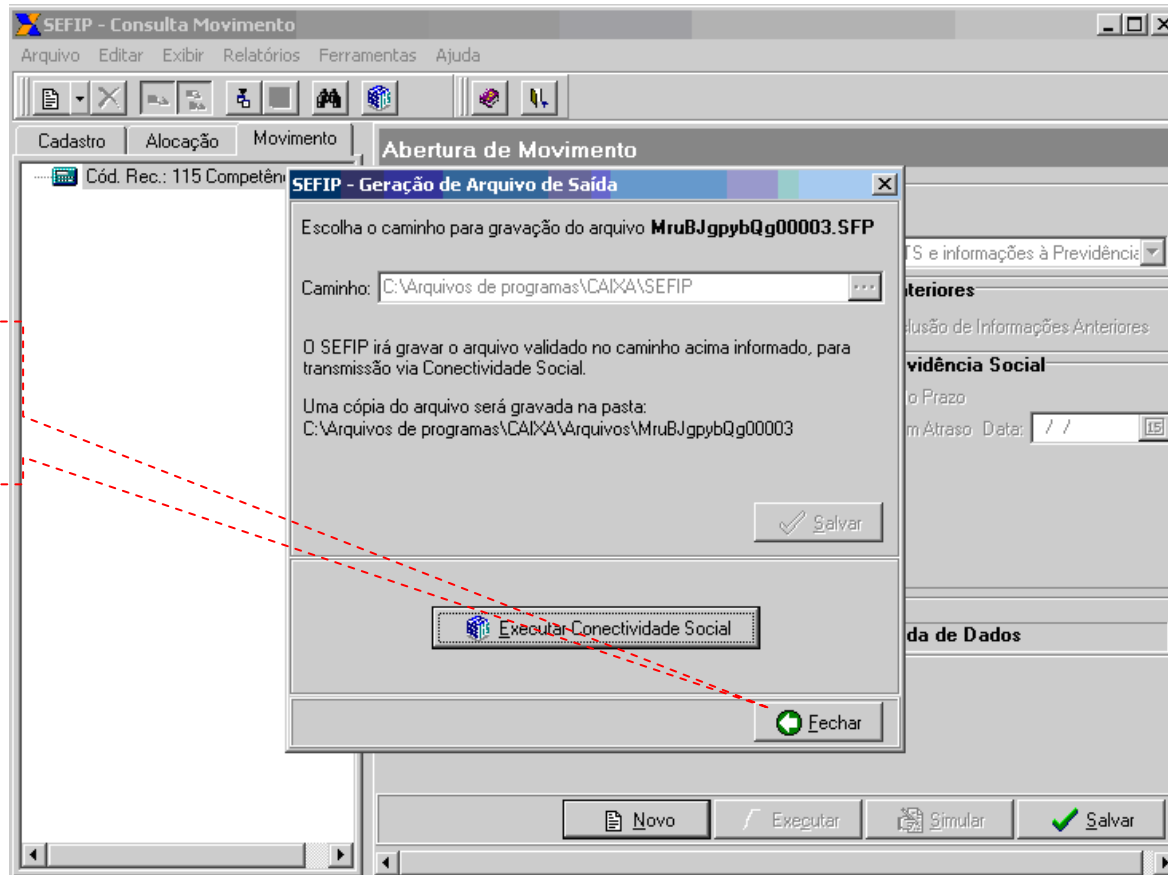 SEFIP - Consulta Movimento
Arquivo Editar Exibir Relatórios Ferramentas Ajuda
Cadastro Alocação Movimento
Abertura de Movimento
Cód. Rec.: 115
SEFIP - Geração de Arquivo de Saída
Escolha o caminho para gravação do arquivo MruBJgpybQg00003.SFP
Caminho: C:\Arquivos de programas\CAIXA\SEFIP ...
O SEFIP irá gravar o arquivo validado no caminho acima informado, para
transmissão via Conectividade Social.
Uma cópia do arquivo será gravada na pasta:
C:\Arquivos de programas\CAIXA\Arquivos\MruBJgpybQg00003
Salvar
Executar Conectividade Social
Fechar
TS e informações à
teriores
lusão de Informações Anteriores
vidência Social
o Prazo
m Atraso Data: / / 15
da de Dados
Novo Executar Simular Salvar